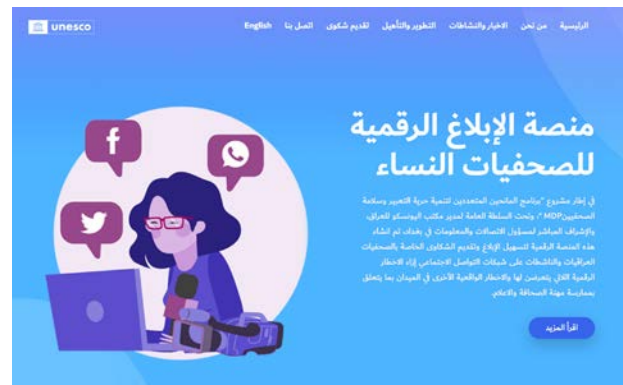 الرئيسية من نحن الاخبار والنشاطات التطوير والتأهيل تقديم شكوى اتصل بنا English
unesco
منصة الإبلاغ الرقمية
للصحفيات النساء
في إطار مشروع "برنامج المانحين المتعددين لتنمية حرية التعبير وسلامة
الصحفيينMDP "، وتحت السلطة العامة لمدير مكتب اليونسكو للعراق،
والإشراف المباشر لمسؤول الاتصالات والمعلومات في بغداد، تم انشاء
هذه المنصة الرقمية لتسهيل الإبلاغ وتقديم الشكاوى الخاصة بالصحفيات
العراقيات والناشطات على شبكات التواصل الاجتماعي إزاء الاخطار
الرقمية اللاتي يتعرضن لها والاخطار الواقعية الأخرى في الميدان بما يتعلق
بممارسة مهنة الصحافة والاعلام.
اقرأ المزيد